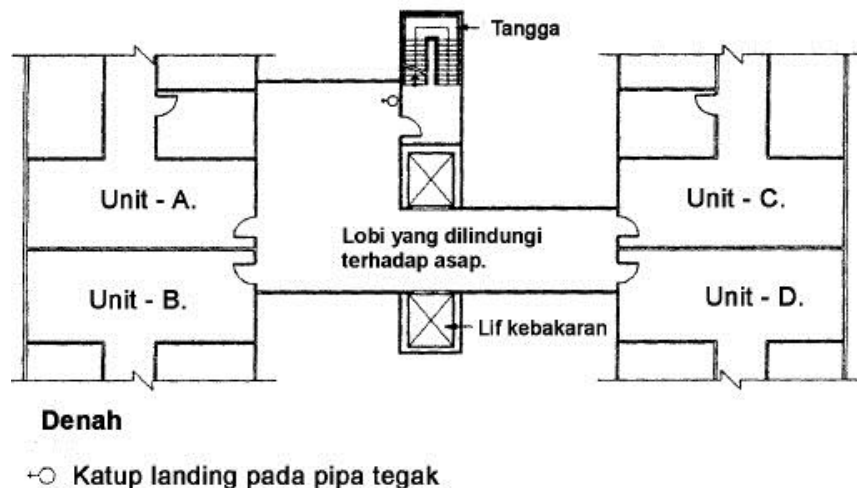 Tangga
Unit - A.
Unit - C.
Lobi yang dilindungi
terhadap asap.
Unit - B.
Unit - D.
Lif kebakaran
Denah
Katup landing pada pipa tegak